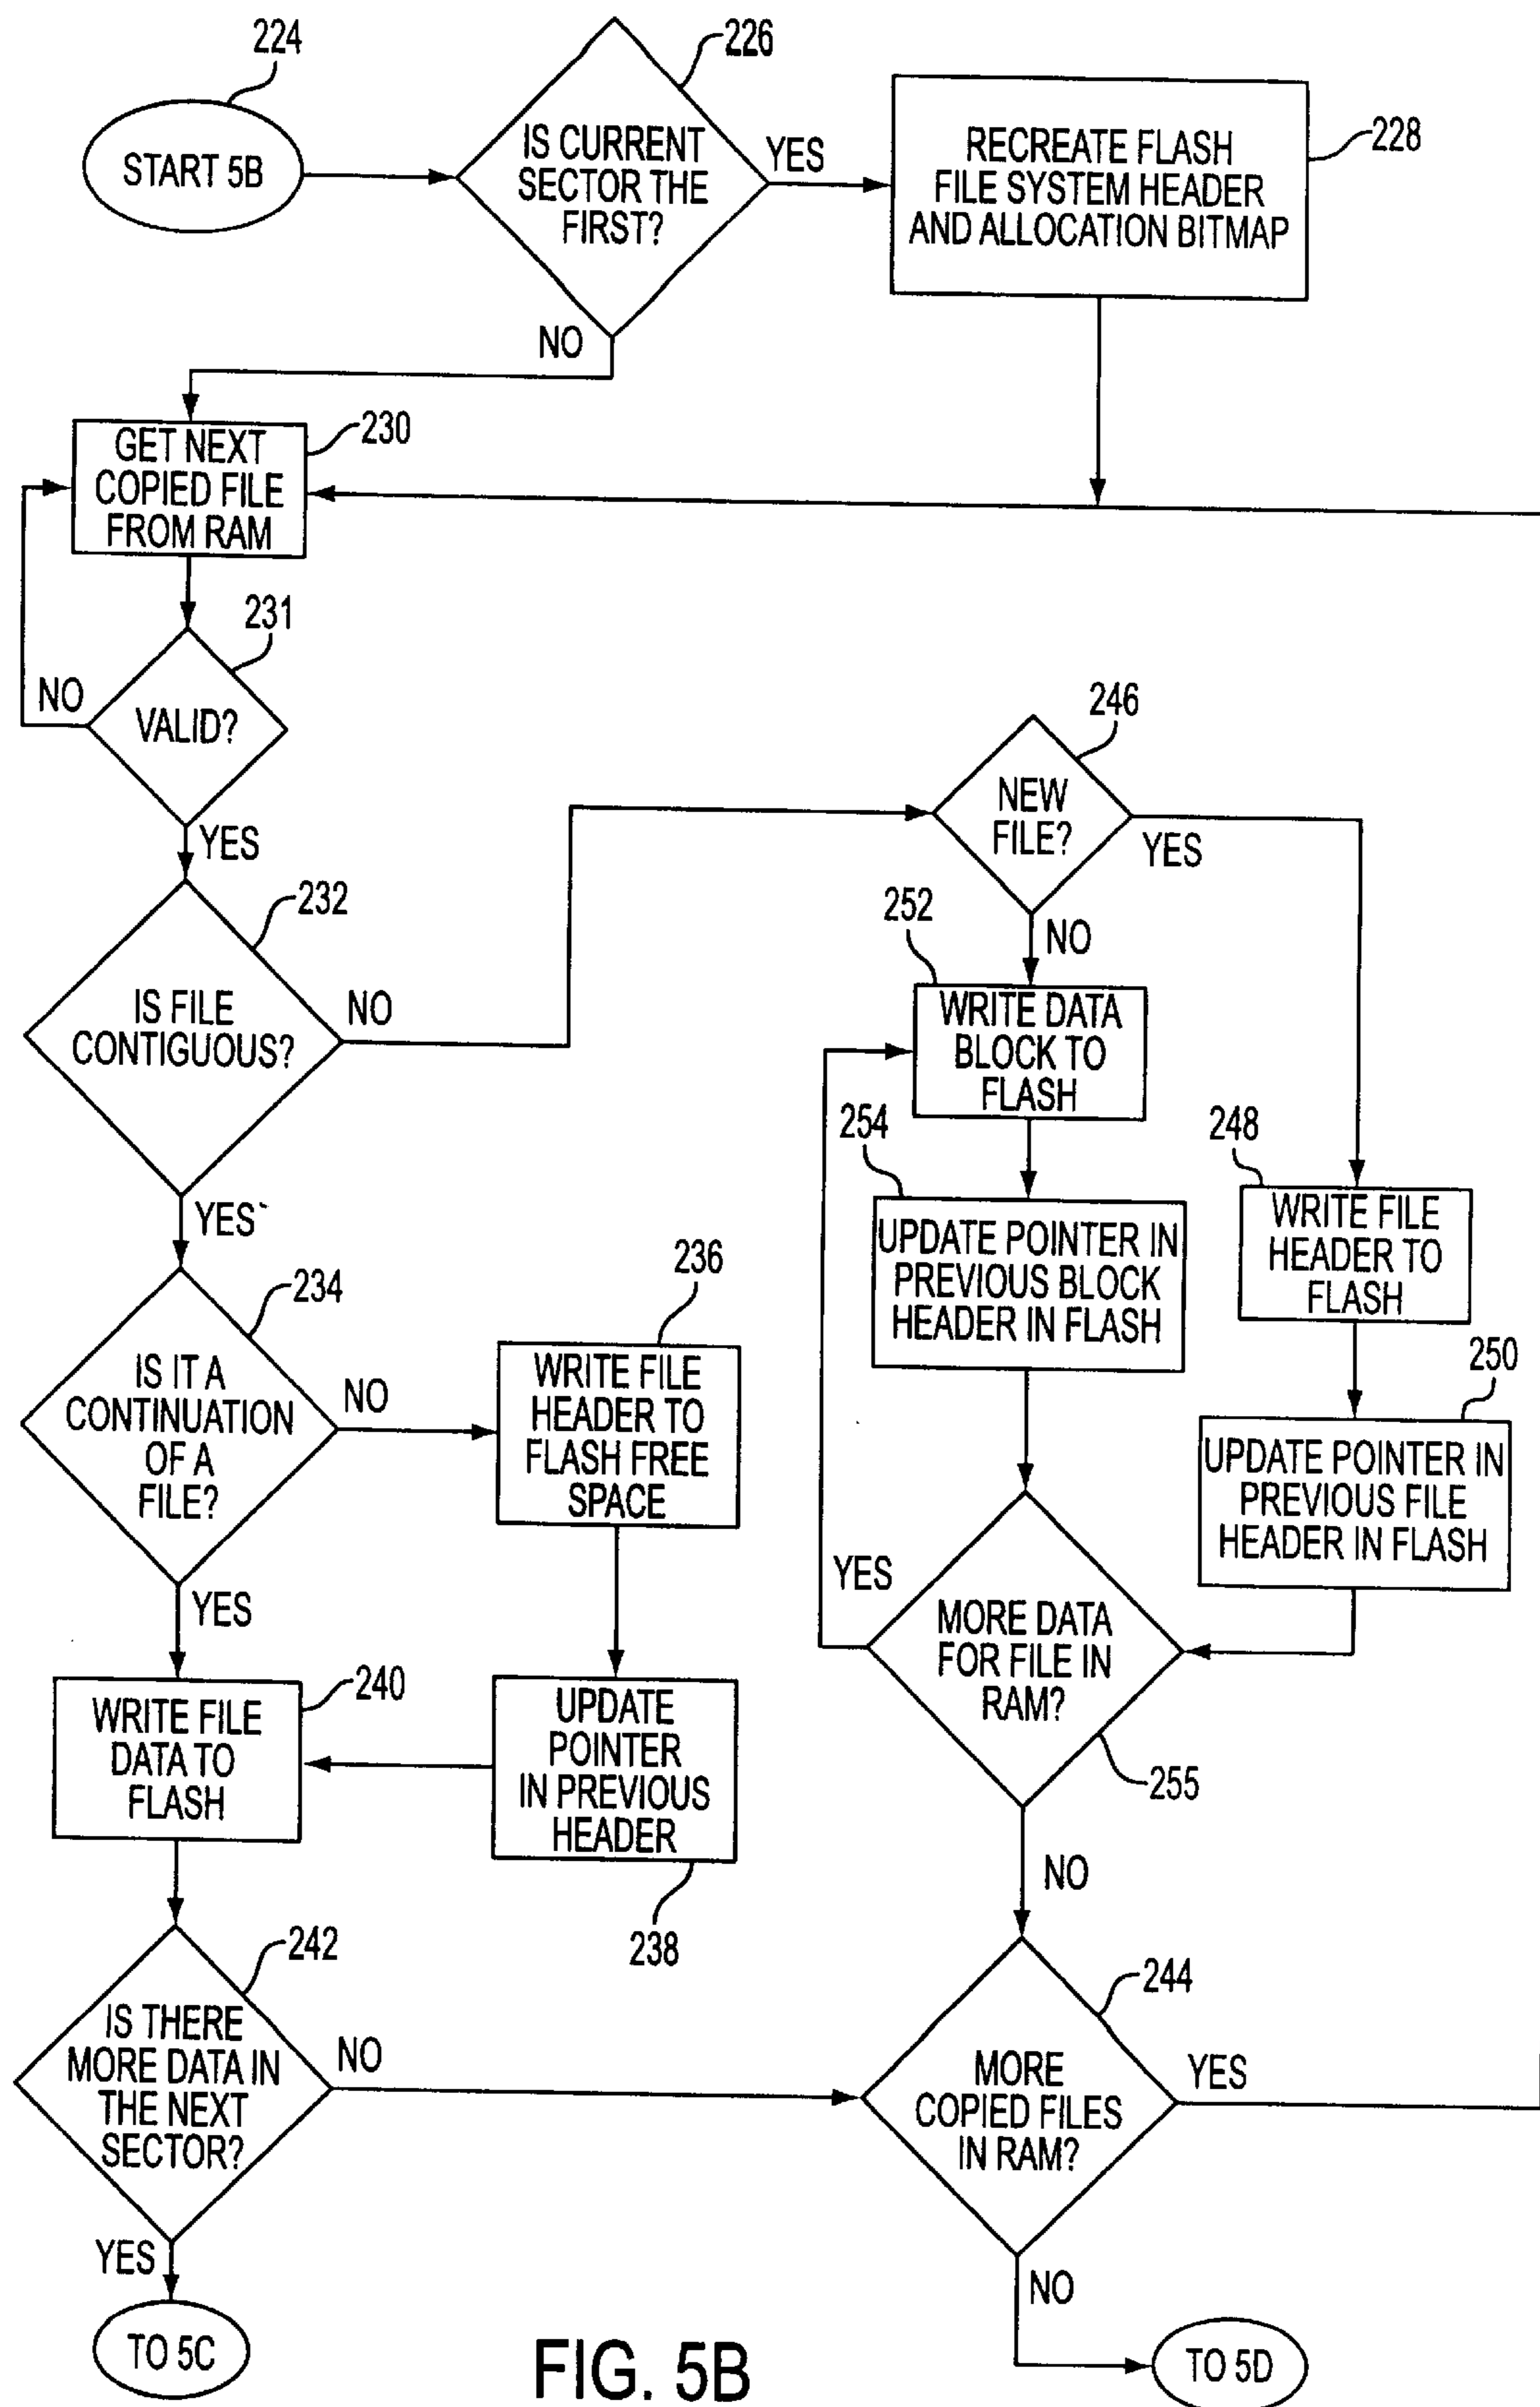 224
226
START 5B
IS CURRENT
SECTOR THE
FIRST?
YES
RECREATE FLASH
FILE SYSTEM HEADER
AND ALLOCATION BITMAP
228
NO
GET NEXT
COPIED FILE
FROM RAM
230
231
NO
VALID?
YES
232
IS FILE
CONTIGUOUS?
NO
YES
246
NEW
FILE?
YES
NO
252
WRITE DATA
BLOCK TO
FLASH
254
UPDATE POINTER IN
PREVIOUS BLOCK
HEADER IN FLASH
248
WRITE FILE
HEADER TO
FLASH
250
UPDATE POINTER IN
PREVIOUS FILE
HEADER IN FLASH
234
IS IT A
CONTINUATION
OF A
FILE?
NO
YES
236
WRITE FILE
HEADER TO
FLASH FREE
SPACE
UPDATE
POINTER
IN PREVIOUS
HEADER
238
WRITE FILE
DATA TO
FLASH
240
YES
MORE DATA
FOR FILE IN
RAM?
255
NO
242
IS THERE
MORE DATA IN
THE NEXT
SECTOR?
NO
YES
244
MORE
COPIED FILES
IN RAM?
YES
NO
TO 5C
TO 5D
FIG. 5B